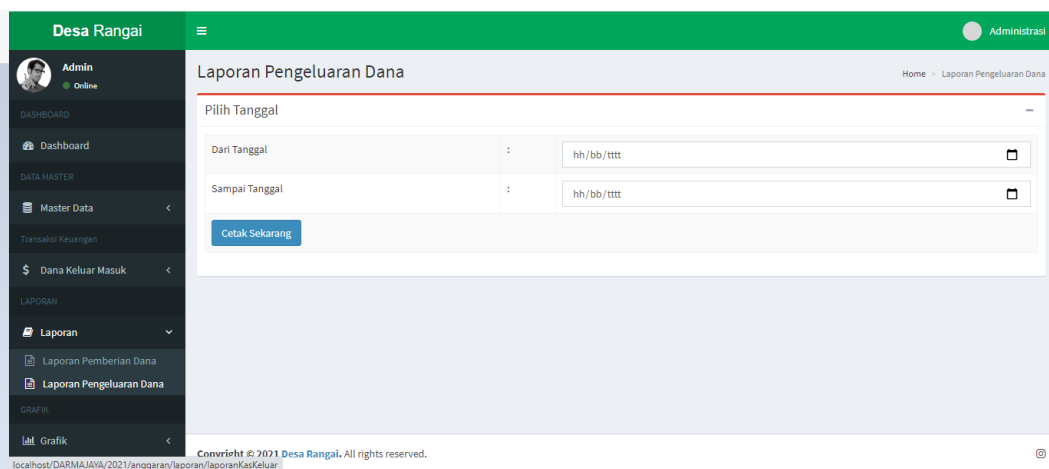 Desa Rangai
Administrasi
Admin
Online
Laporan Pengeluaran Dana
Home > Laporan Pengeluaran Dana
DASHBOARD
Dashboard
DATA MASTER
Master Data
Transaksi Keuangan
Dana Keluar Masuk
LAPORAN
Laporan
Laporan Pemberian Dana
Laporan Pengeluaran Dana
GRAFIK
Grafik
Pilih Tanggal
Dari Tanggal : hh/bb/tttt
Sampai Tanggal : hh/bb/tttt
Cetak Sekarang
Copyright © 2021 Desa Rangai. All rights reserved.
localhost/DARMAJAYA/2021/anggaran/laporan/laporanKasKeluar